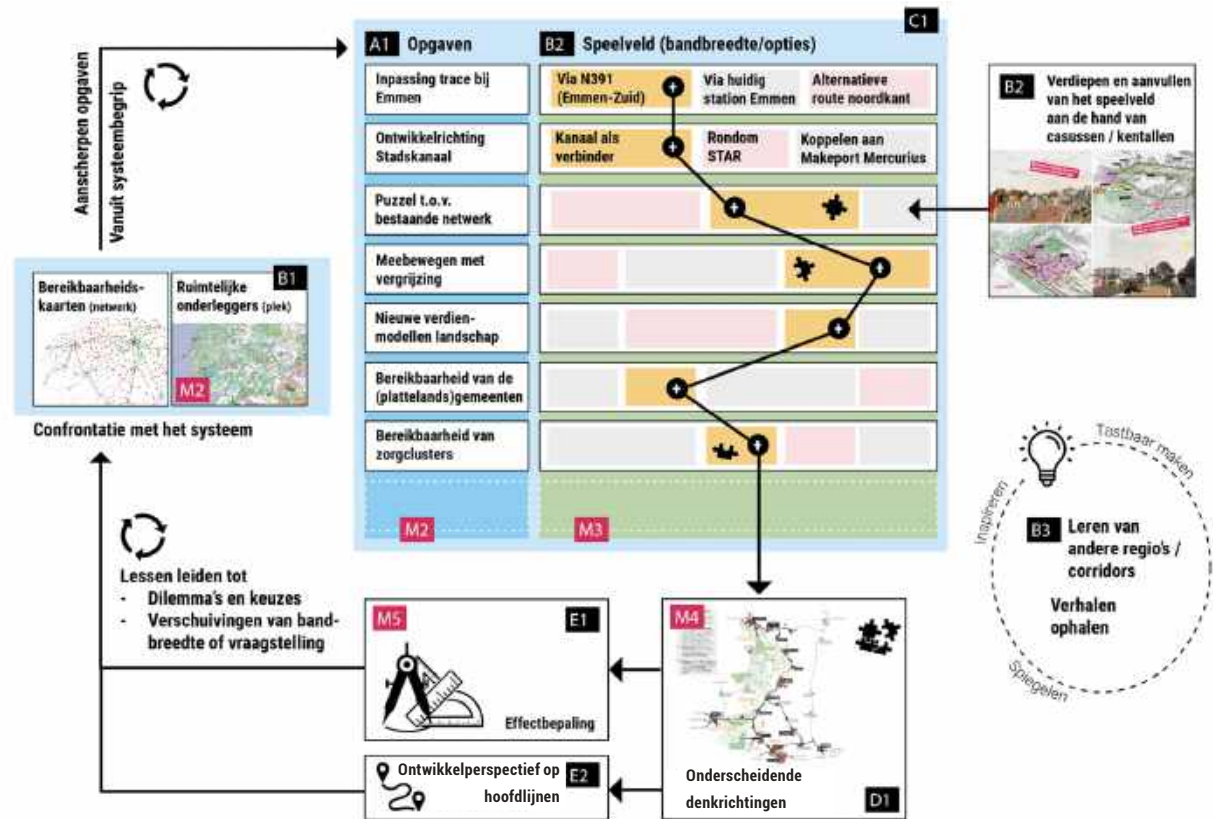 C1
A1 Opgaven
B2 Speelveld (bandbreedte/opties)
Inpassing trace bij
Emmen
Via N391
(Emmen-Zuid)
Via huidig
station Emmen
Alternatieve
route noordkant
Ontwikkelrichting
Stadskanaal
Kanaal als
verbinder
Rondom
STAR
Koppelen aan
Makeport Mercurius
Puzzel t.o.v.
bestaande netwerk
Meebewegen met
vergrijzing
Nieuwe verdien-
modellen landschap
Bereikbaarheid van de
(plattelands)gemeenten
Bereikbaarheid van
zorgclusters
M2
M3
Aanscherpen opgaven
Vanuit systeembegrip
B1
Bereikbaarheids-
kaarten (netwerk)
Ruimtelijke
onderleggers (plek)
M2
Confrontatie met het systeem
Lessen leiden tot
- Dilemma's en keuzes
- Verschuivingen van band-
breedte of vraagstelling
B2 Verdiepen en aanvullen
van het speelveld
aan de hand van
casussen / kentallen
Tastbaar maken
Inspireren
B3 Leren van
andere regio's /
corridors
Verhalen
ophalen
Spiegelen
M5
E1
Effectbepaling
Ontwikkelperspectief op
hoofdlijnen
E2
M4
Onderscheidende
denkrichtingen
D1